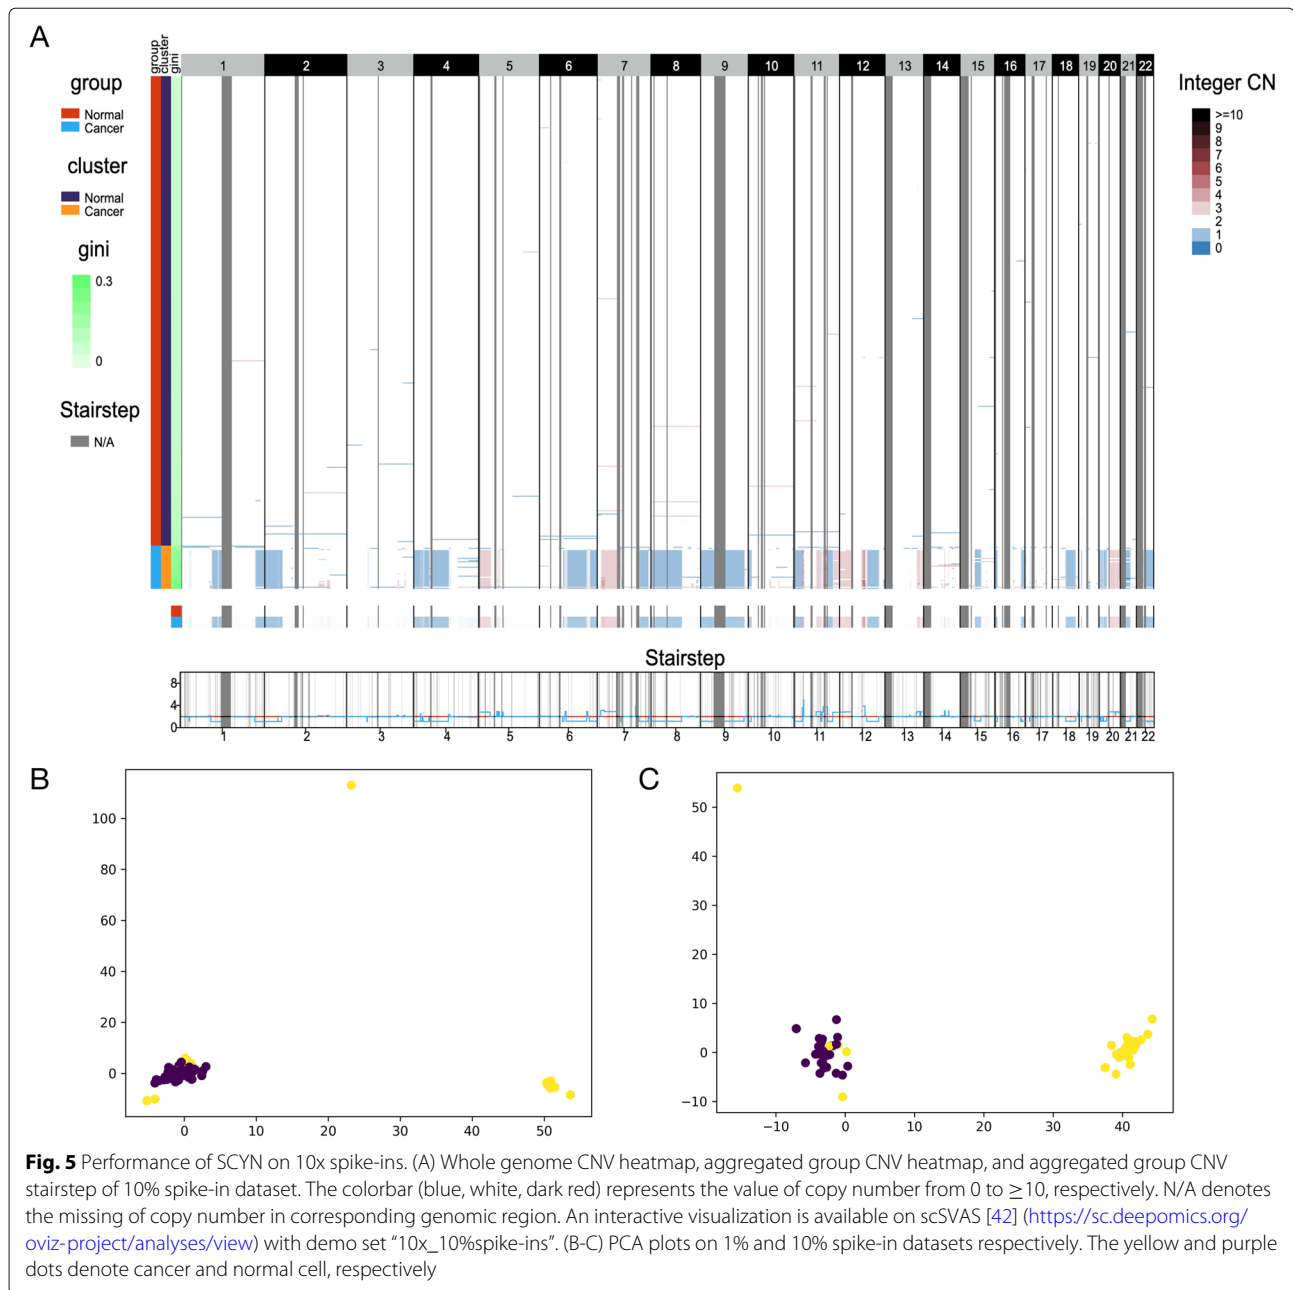 A
group
cluster
gini
1 2 3 4 5 6 7 8 9 10 11 12 13 14 15 16 17 18 19 20 21 22
group
Normal
Cancer
cluster
Normal
Cancer
gini
0.3
0
Stairstep
N/A
Integer CN
>=10
9
8
7
6
5
4
3
2
1
0
Stairstep
8
4
0
1 2 3 4 5 6 7 8 9 10 11 12 13 14 15 16 17 18 19 20 21 22
B
100
80
60
40
20
0
0 10 20 30 40 50
C
50
40
30
20
10
0
−10
−10 0 10 20 30 40
Fig. 5 Performance of SCYN on 10x spike-ins. (A) Whole genome CNV heatmap, aggregated group CNV heatmap, and aggregated group CNV
stairstep of 10% spike-in dataset. The colorbar (blue, white, dark red) represents the value of copy number from 0 to ≥10, respectively. N/A denotes
the missing of copy number in corresponding genomic region. An interactive visualization is available on scSVAS [42] (https://sc.deepomics.org/
oviz-project/analyses/view) with demo set “10x_10%spike-ins”. (B-C) PCA plots on 1% and 10% spike-in datasets respectively. The yellow and purple
dots denote cancer and normal cell, respectively